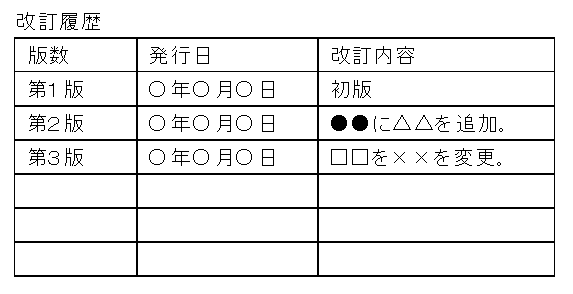 改訂履歴
版数 発行日 改訂内容
第1版 ○年○月○日 初版
第2版 ○年○月○日 ●●に△△を追加。
第3版 ○年○月○日 □□を××を変更。